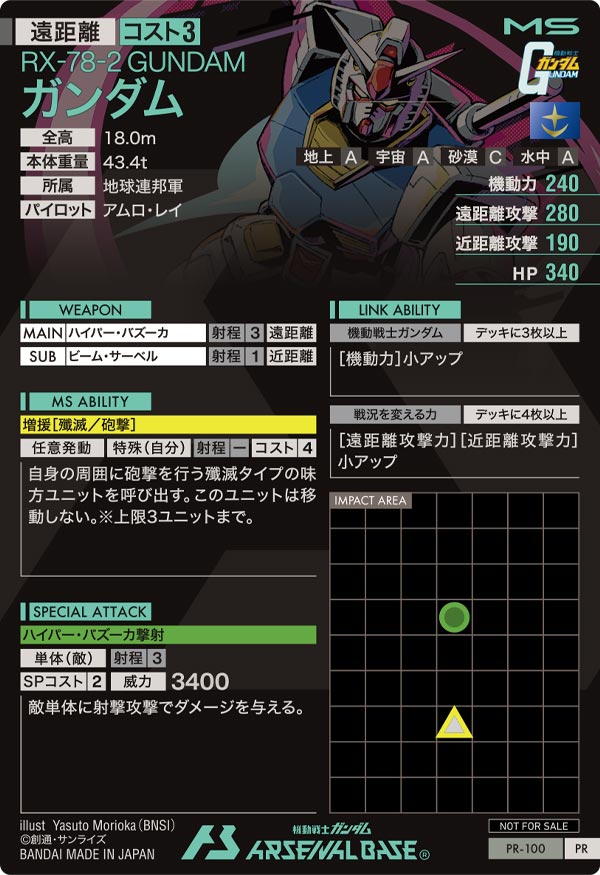 遠距離 コスト3 MS
RX-78-2 GUNDAM
ガンダム
機動戦士 ガンダム GUNDAM
全高 18.0m
本体重量 43.4t
所属 地球連邦軍
パイロット アムロ・レイ
地上 A 宇宙 A 砂漠 C 水中 A
機動力 240
遠距離攻撃 280
近距離攻撃 190
HP 340
WEAPON
MAIN ハイパー・バズーカ 射程 3 遠距離
SUB ビーム・サーベル 射程 1 近距離
MS ABILITY
増援[殲滅/砲撃]
任意発動 特殊(自分) 射程 ー コスト 4
自身の周囲に砲撃を行う殲滅タイプの味
方ユニットを呼び出す。このユニットは移
動しない。※上限3ユニットまで。
SPECIAL ATTACK
ハイパー・バズーカ撃射
単体(敵) 射程 3
SPコスト 2 威力 3400
敵単体に射撃攻撃でダメージを与える。
LINK ABILITY
機動戦士ガンダム デッキに3枚以上
[機動力]小アップ
戦況を変える力 デッキに4枚以上
[遠距離攻撃力][近距離攻撃力]
小アップ
IMPACT AREA
illust Yasuto Morioka(BNSI)
©創通・サンライズ
BANDAI MADE IN JAPAN
機動戦士ガンダム
ARSENAL BASE®
NOT FOR SALE
PR-100 PR